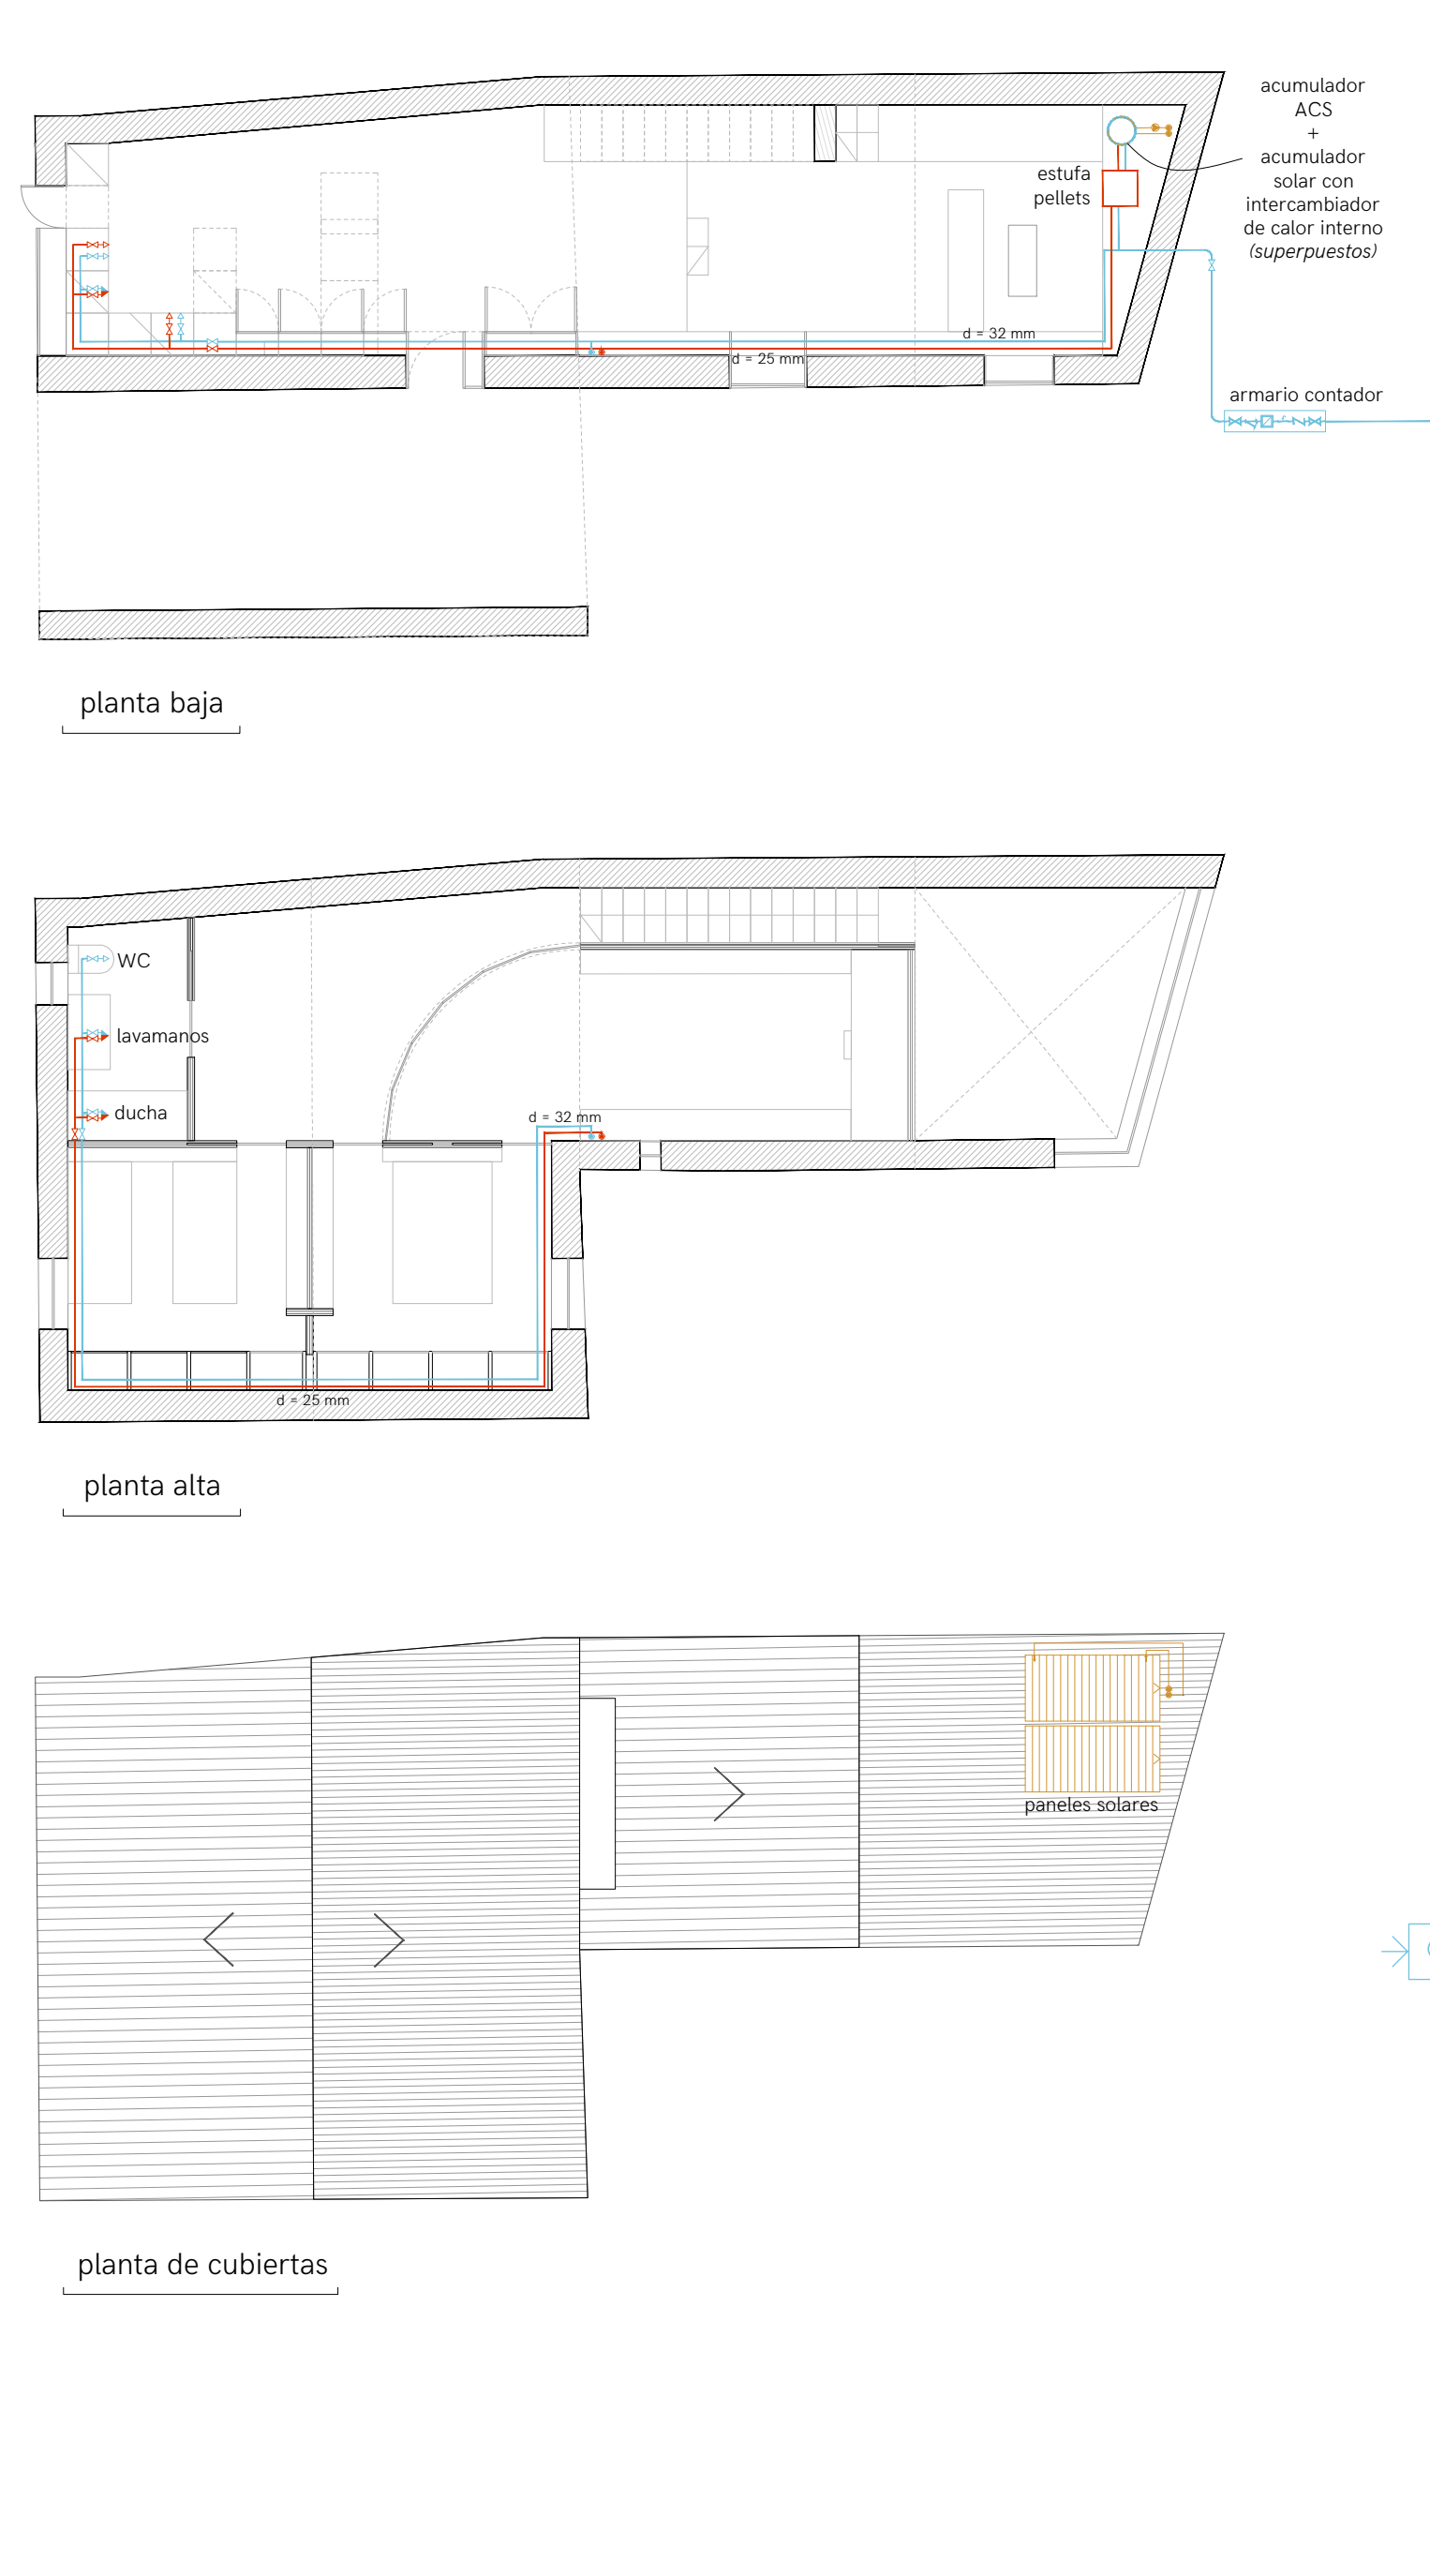 acumulador
ACS
+
acumulador
solar con
intercambiador
de calor interno
(superpuestos)
estufa
pellets
d = 32 mm
d = 25 mm
armario contador
planta baja
WC
lavamanos
ducha
d = 32 mm
d = 25 mm
planta alta
paneles solares
planta de cubiertas